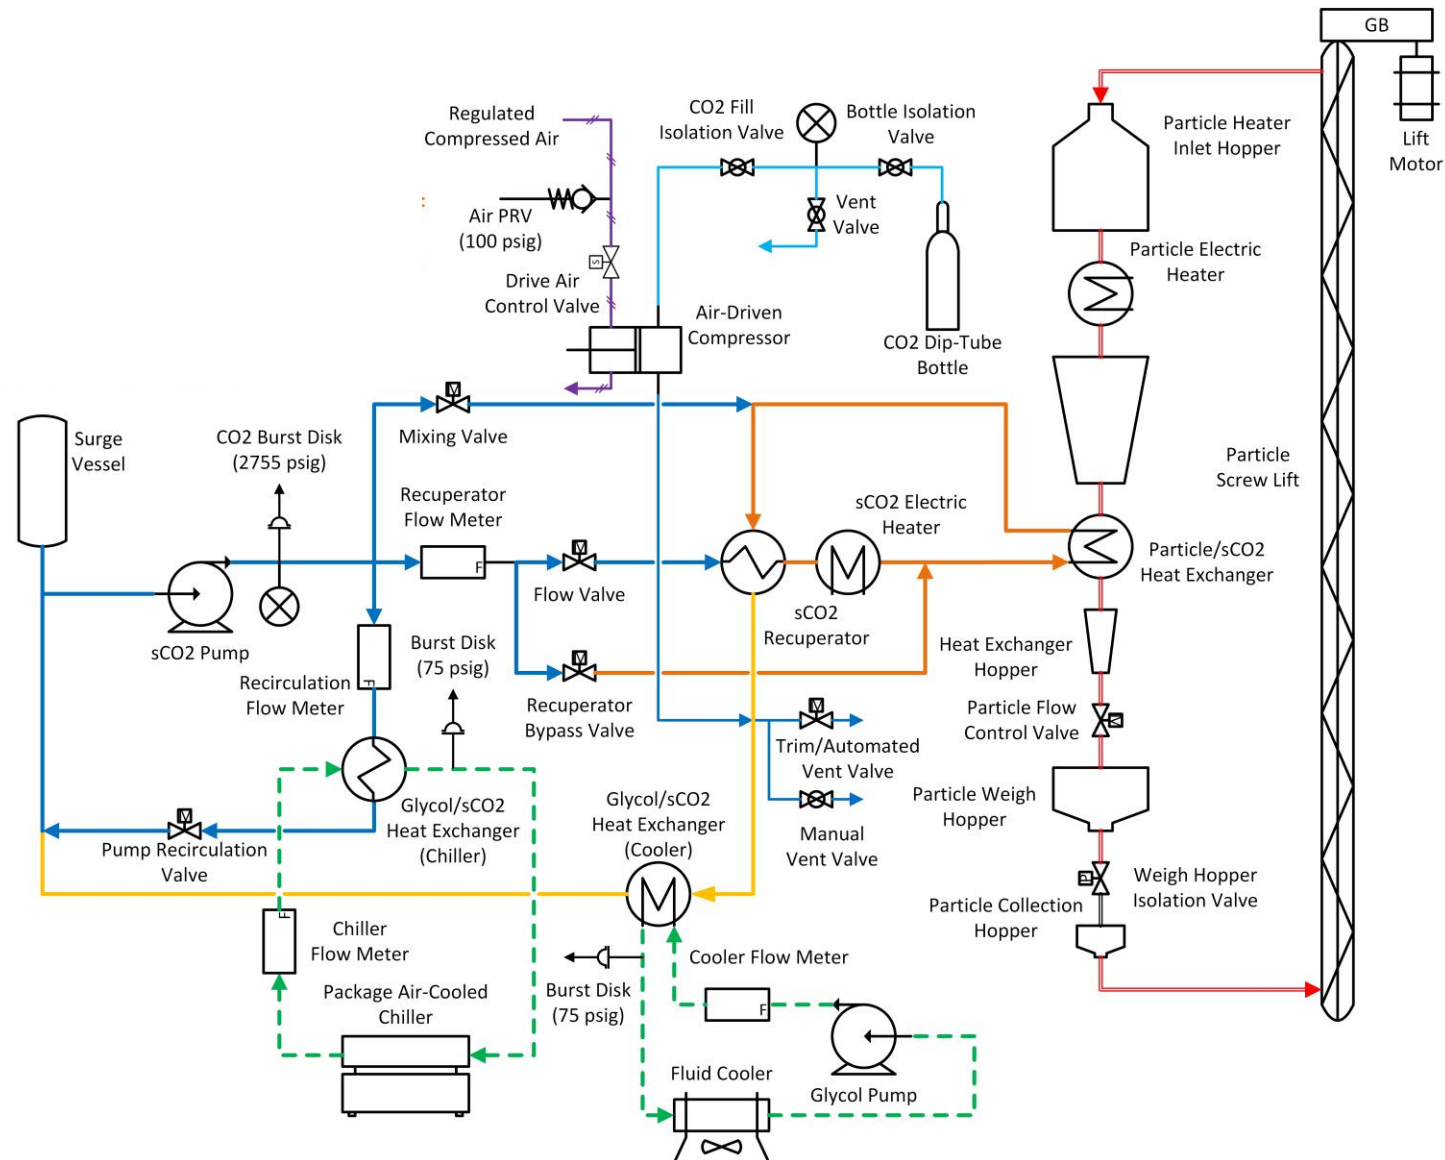 GB
Lift
Motor
Particle Heater
Inlet Hopper
CO2 Fill
Isolation Valve
Bottle Isolation
Valve
Regulated
Compressed Air
Air PRV
(100 psig)
:
Vent
Valve
Particle Electric
Heater
S
Drive Air
Control Valve
Air-Driven
Compressor
CO2 Dip-Tube
Bottle
M
Mixing Valve
Surge
Vessel
CO2 Burst Disk
(2755 psig)
Particle
Screw Lift
Recuperator
Flow Meter
sCO2 Electric
Heater
F
M
Flow Valve
Particle/sCO2
Heat Exchanger
sCO2 Pump
sCO2
Recuperator
Burst Disk
(75 psig)
Heat Exchanger
Hopper
M
Recirculation
Flow Meter
F
Recuperator
Bypass Valve
Particle Flow
Control Valve
M
M
Trim/Automated
Vent Valve
Glycol/sCO2
Heat Exchanger
(Chiller)
Glycol/sCO2
Heat Exchanger
(Cooler)
Particle Weigh
Hopper
M
Pump Recirculation
Valve
Manual
Vent Valve
P
Weigh Hopper
Isolation Valve
Particle Collection
Hopper
F
Chiller
Flow Meter
Cooler Flow Meter
F
Package Air-Cooled
Chiller
Burst Disk
(75 psig)
Fluid Cooler
Glycol Pump